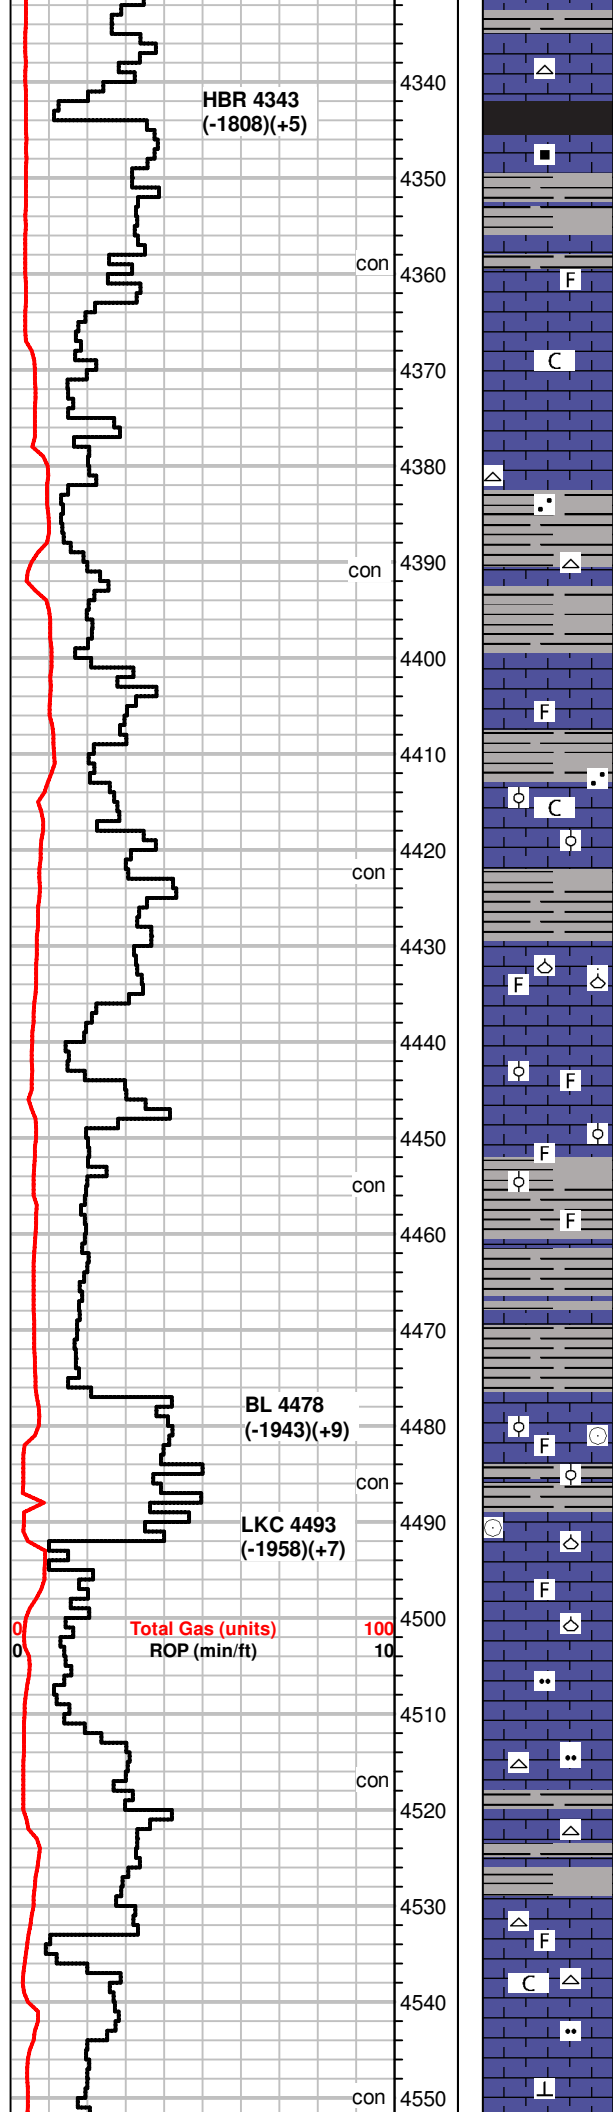 4340
HBR 4343
(-1808)(+5)
4350
con
4360
F
C
4370
4380
4390
con
4400
F
4410
C
4420
con
4430
F
4440
F
4450
F
con
4460
F
4470
BL 4478
(-1943)(+9)
4480
F
con
4490
LKC 4493
(-1958)(+7)
F
4500
0 Total Gas (units) 100
0 ROP (min/ft) 10
4510
con
4520
4530
F
C
4540
con
4550